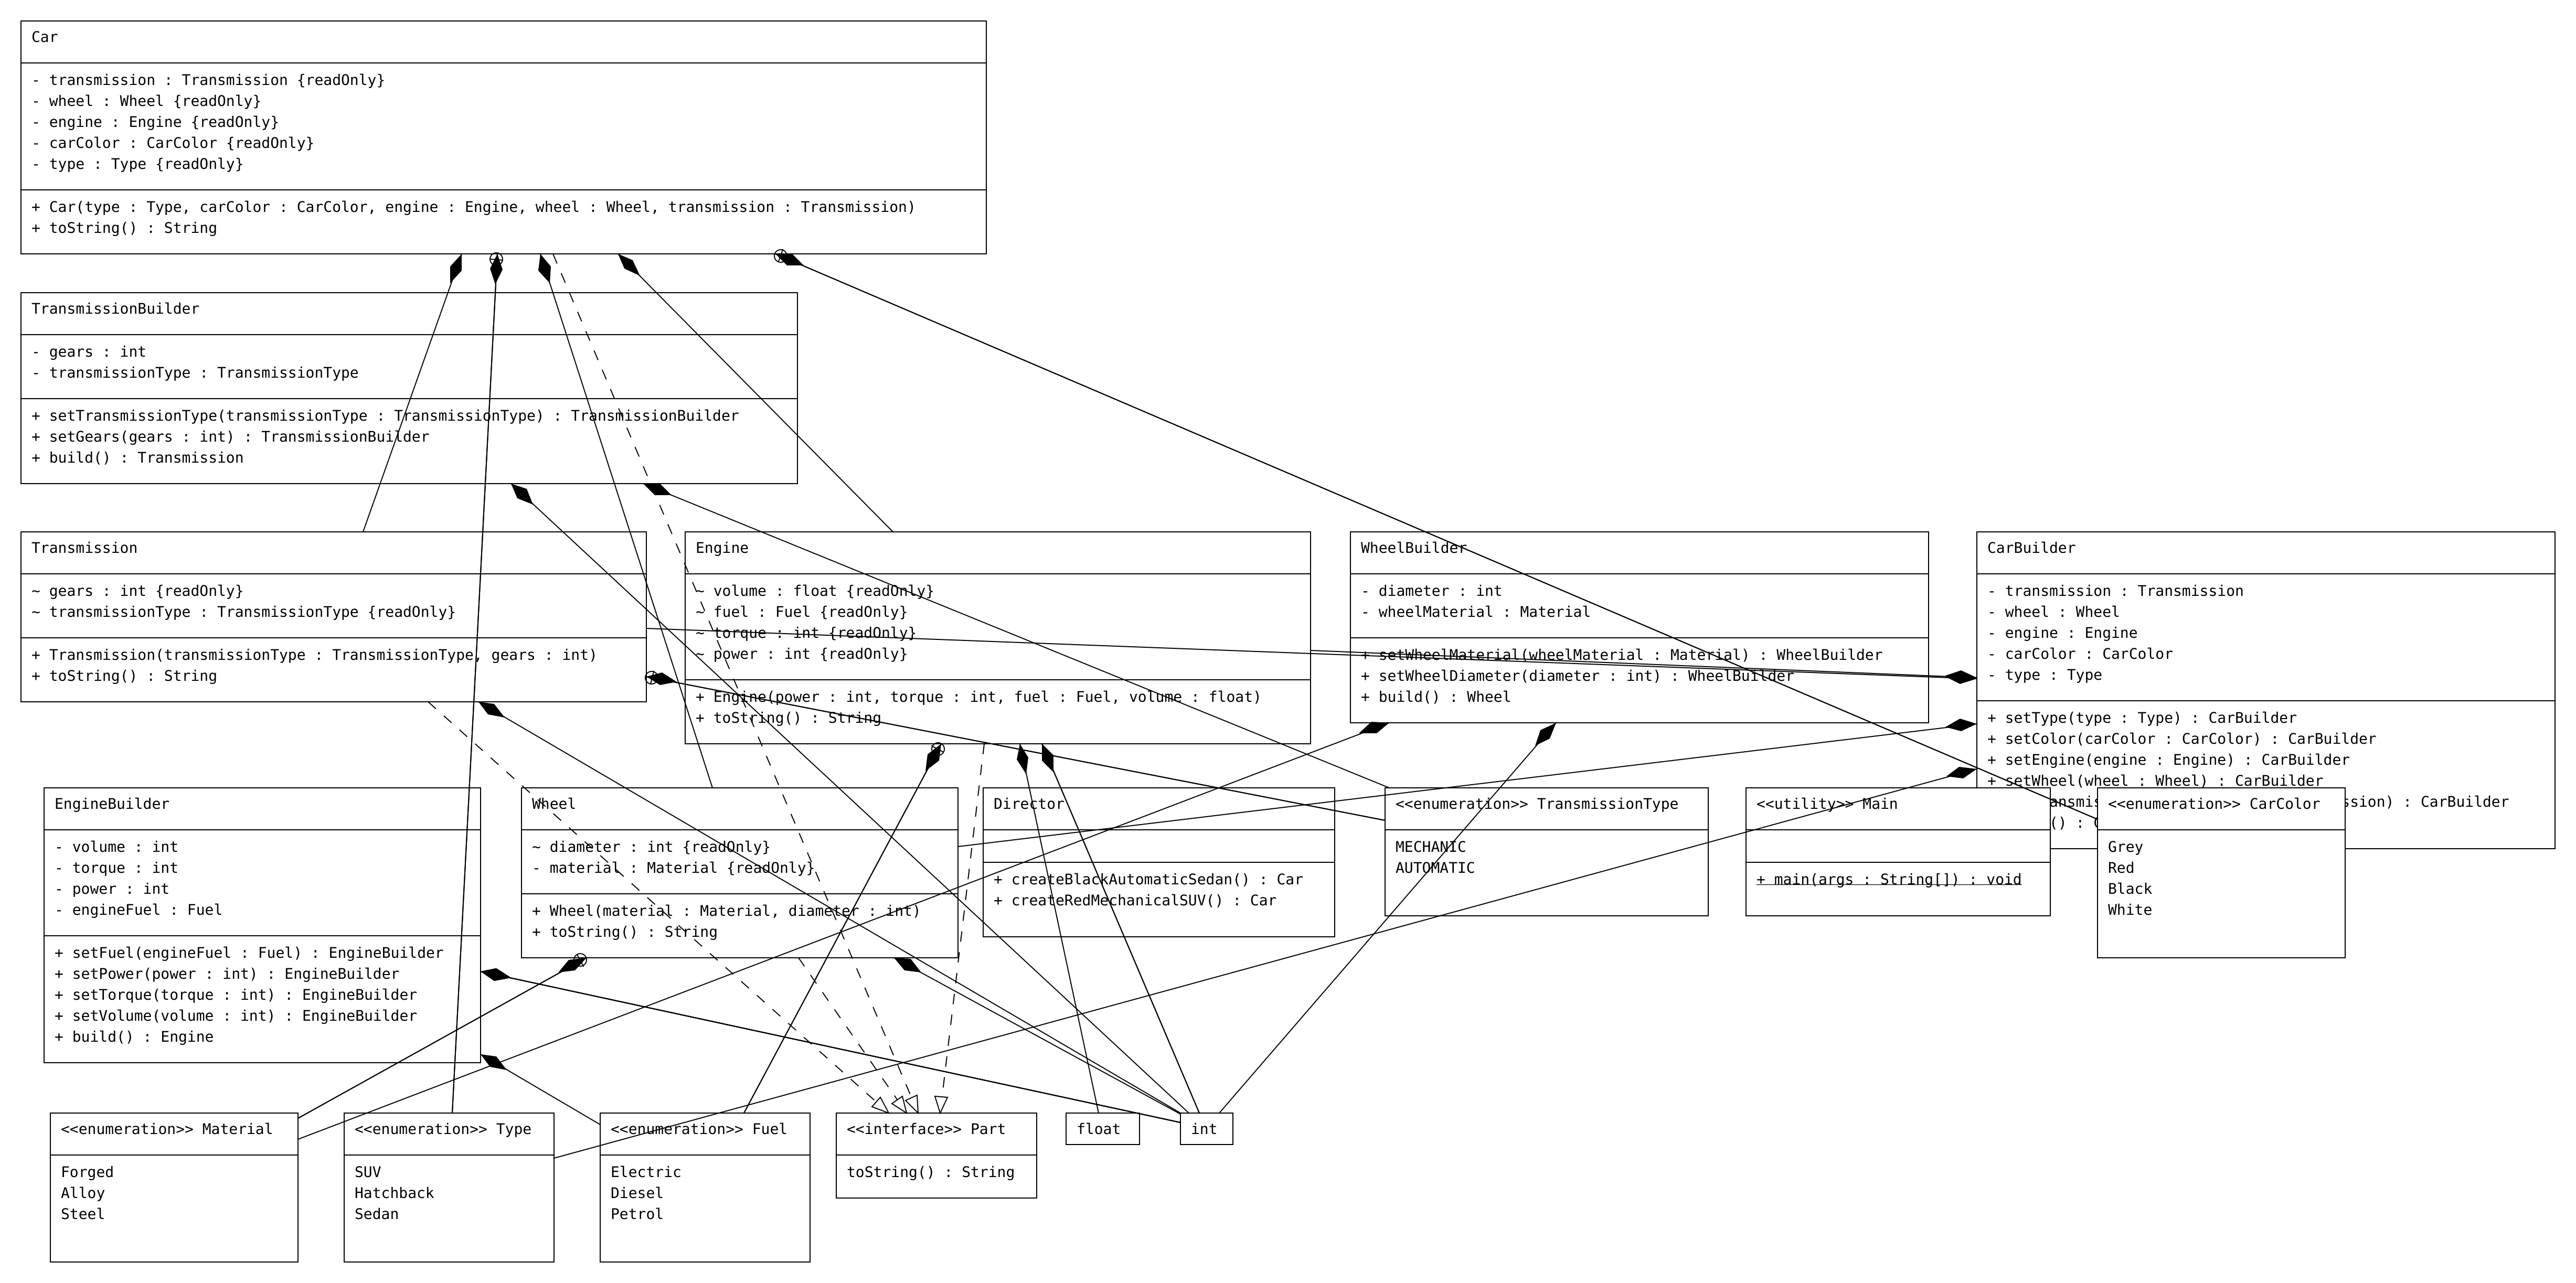 Car
- transmission : Transmission {readOnly}
- wheel : Wheel {readOnly}
- engine : Engine {readOnly}
- carColor : CarColor {readOnly}
- type : Type {readOnly}
+ Car(type : Type, carColor : CarColor, engine : Engine, wheel : Wheel, transmission : Transmission)
+ toString() : String
TransmissionBuilder
- gears : int
- transmissionType : TransmissionType
+ setTransmissionType(transmissionType : TransmissionType) : TransmissionBuilder
+ setGears(gears : int) : TransmissionBuilder
+ build() : Transmission
Transmission
~ gears : int {readOnly}
~ transmissionType : TransmissionType {readOnly}
+ Transmission(transmissionType : TransmissionType, gears : int)
+ toString() : String
Engine
~ volume : float {readOnly}
~ fuel : Fuel {readOnly}
~ torque : int {readOnly}
~ power : int {readOnly}
+ Engine(power : int, torque : int, fuel : Fuel, volume : float)
+ toString() : String
WheelBuilder
- diameter : int
- wheelMaterial : Material
+ setWheelMaterial(wheelMaterial : Material) : WheelBuilder
+ setWheelDiameter(diameter : int) : WheelBuilder
+ build() : Wheel
CarBuilder
- transmission : Transmission
- wheel : Wheel
- engine : Engine
- carColor : CarColor
- type : Type
+ setType(type : Type) : CarBuilder
+ setColor(carColor : CarColor) : CarBuilder
+ setEngine(engine : Engine) : CarBuilder
+ setWheel(wheel : Wheel) : CarBuilder
) : CarBuilder
() :
EngineBuilder
- volume : int
- torque : int
- power : int
- engineFuel : Fuel
+ setFuel(engineFuel : Fuel) : EngineBuilder
+ setPower(power : int) : EngineBuilder
+ setTorque(torque : int) : EngineBuilder
+ setVolume(volume : int) : EngineBuilder
+ build() : Engine
Wheel
~ diameter : int {readOnly}
- material : Material {readOnly}
+ Wheel(material : Material, diameter : int)
+ toString() : String
Director
+ createBlackAutomaticSedan() : Car
+ createRedMechanicalSUV() : Car
<<enumeration>> TransmissionType
MECHANIC
AUTOMATIC
<<utility>> Main
+ main(args : String[]) : void
<<enumeration>> CarColor
Grey
Red
Black
White
<<enumeration>> Material
Forged
Alloy
Steel
<<enumeration>> Type
SUV
Hatchback
Sedan
<<enumeration>> Fuel
Electric
Diesel
Petrol
<<interface>> Part
toString() : String
float
int